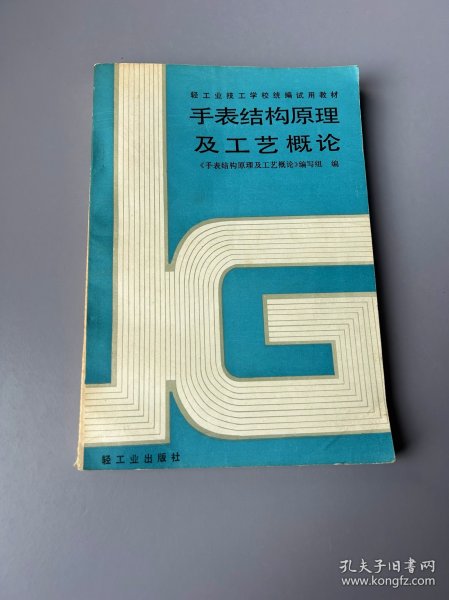 轻工业技工学校统编试用教材
手表结构原理
及工艺概论
《手表结构原理及工艺概论》编写组 编
轻工业出版社
孔夫子旧书网
www.kongfz.com